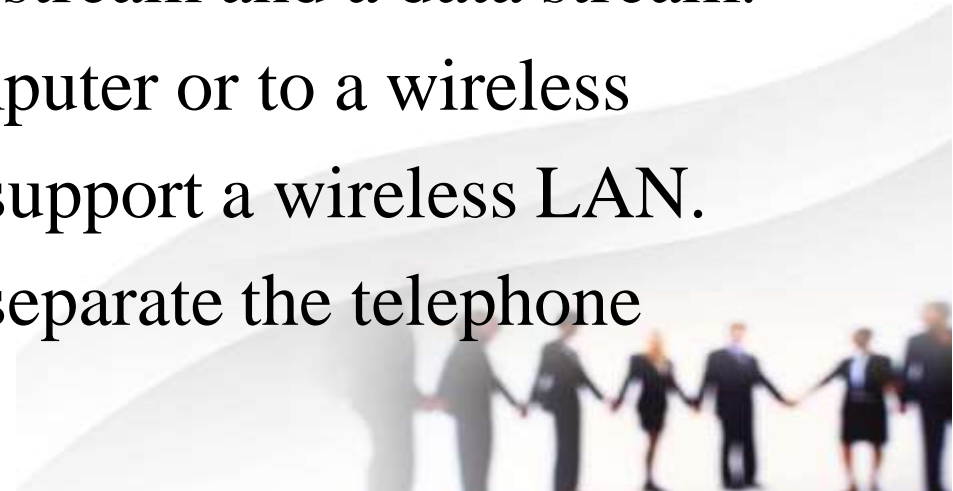 stream and a data stream.
puter or to a wireless
support a wireless LAN.
separate the telephone